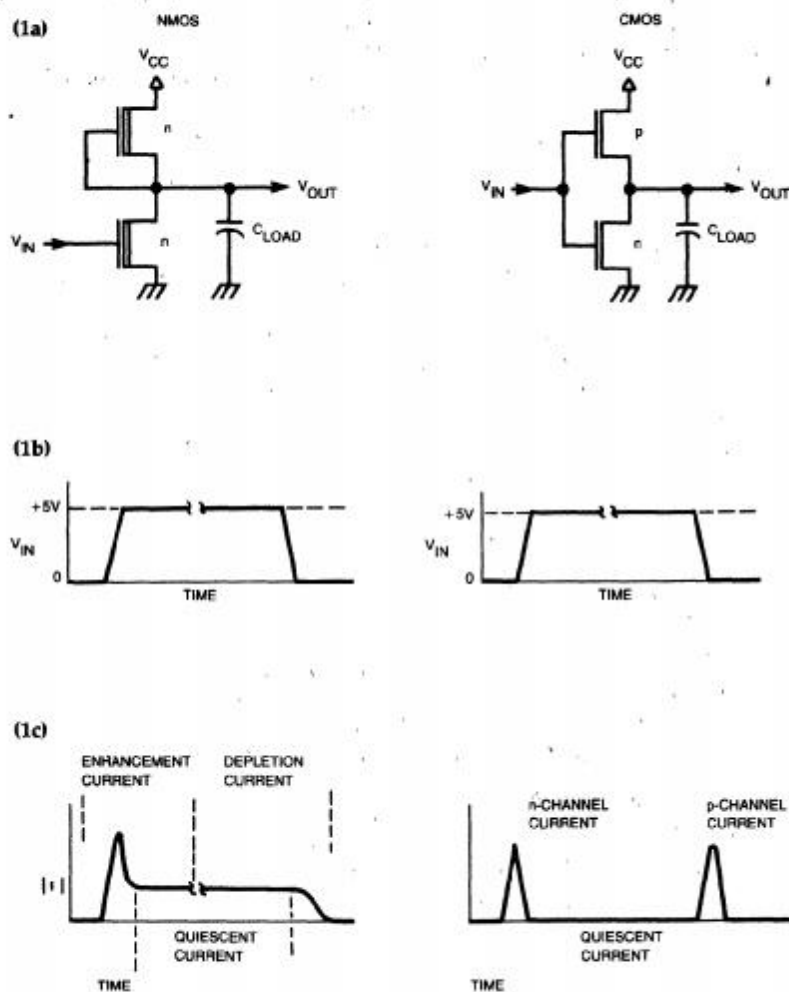 (1a)
NMOS
CMOS
VCC
n
VOUT
VIN
n
CLOAD
VCC
p
VIN
VOUT
n
CLOAD
(1b)
+5V
VIN
0
TIME
+5V
VIN
0
TIME
(1c)
ENHANCEMENT
CURRENT
DEPLETION
CURRENT
|I|
QUIESCENT
CURRENT
TIME
n-CHANNEL
CURRENT
p-CHANNEL
CURRENT
QUIESCENT
CURRENT
TIME